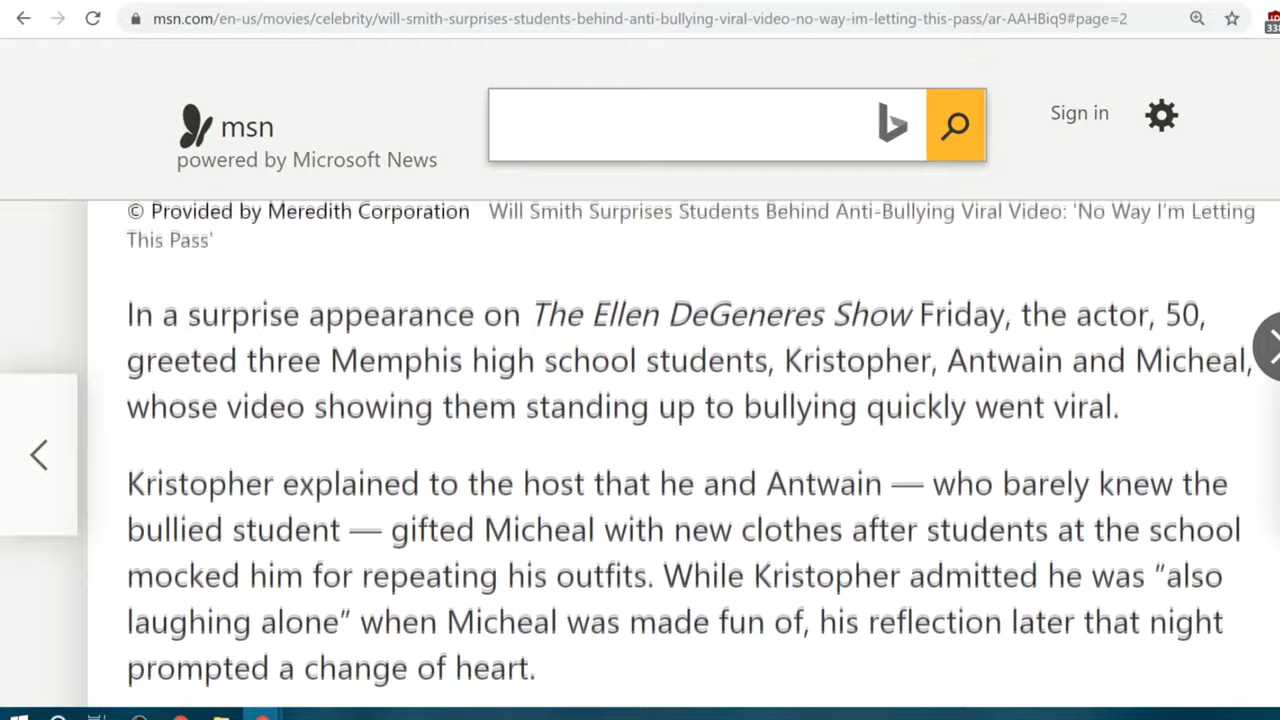 msn.com/en-us/movies/celebrity/will-smith-surprises-students-behind-anti-bullying-viral-video-no-way-im-letting-this-pass/ar-AAHBiq9#page=2
msn
powered by Microsoft News
Sign in
© Provided by Meredith Corporation Will Smith Surprises Students Behind Anti-Bullying Viral Video: 'No Way I'm Letting
This Pass'
In a surprise appearance on The Ellen DeGeneres Show Friday, the actor, 50,
greeted three Memphis high school students, Kristopher, Antwain and Micheal,
whose video showing them standing up to bullying quickly went viral.
Kristopher explained to the host that he and Antwain — who barely knew the
bullied student — gifted Micheal with new clothes after students at the school
mocked him for repeating his outfits. While Kristopher admitted he was “also
laughing alone” when Micheal was made fun of, his reflection later that night
prompted a change of heart.